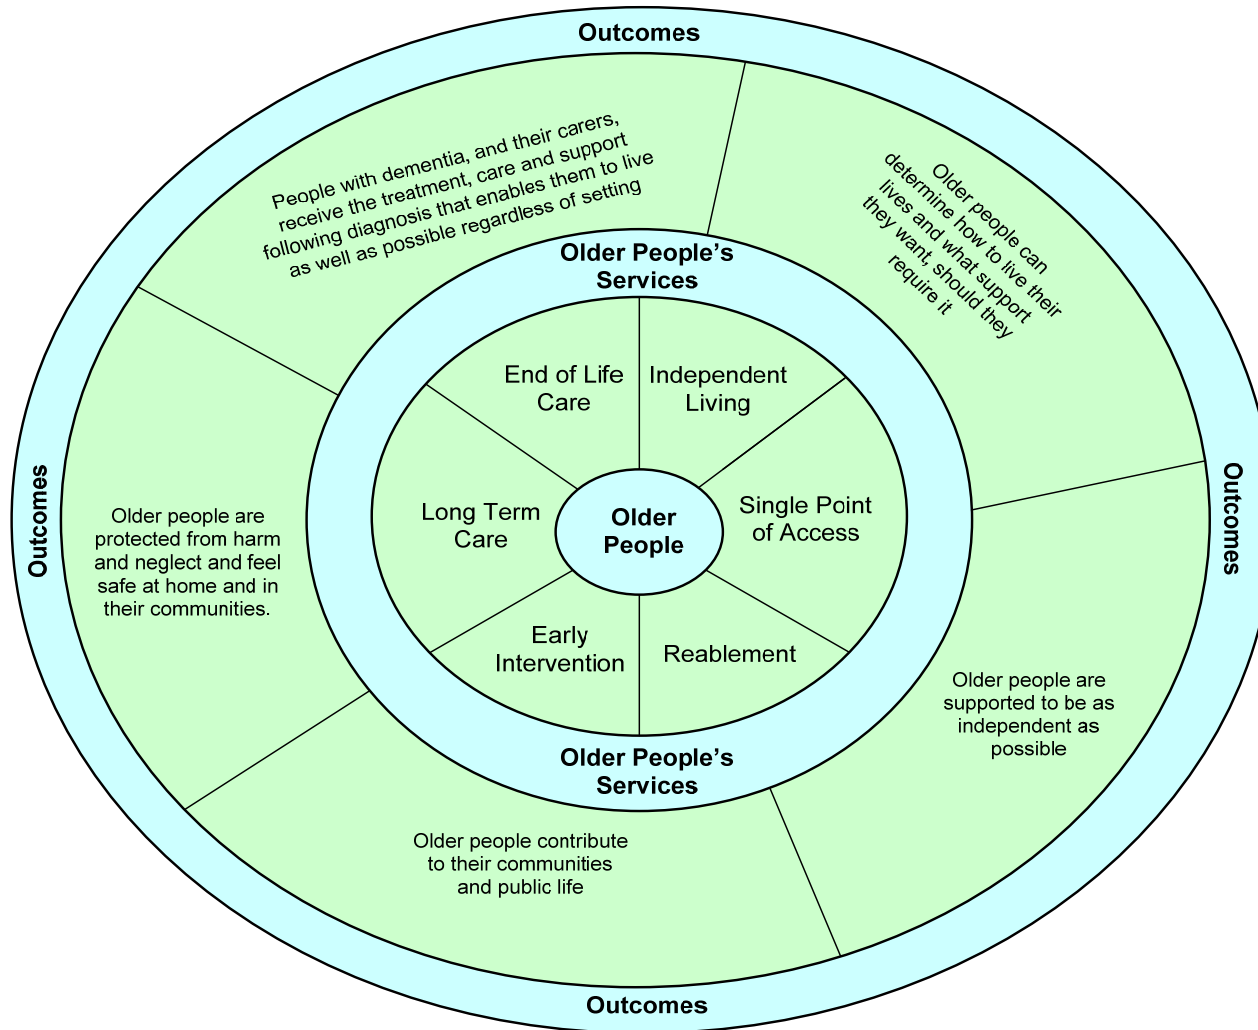 Outcomes
People with dementia, and their carers,
receive the treatment, care and support
following diagnosis that enables them to live
as well as possible regardless of setting
Older people can
determine how to live their
lives and what support
they want, should they
require it
Older People’s
Services
End of Life
Care
Independent
Living
Long Term
Care
Older
People
Single Point
of Access
Early
Intervention
Reablement
Older People’s
Services
Outcomes
Older people are
protected from harm
and neglect and feel
safe at home and in
their communities.
Outcomes
Older people are
supported to be as
independent as
possible
Older people contribute
to their communities
and public life
Outcomes